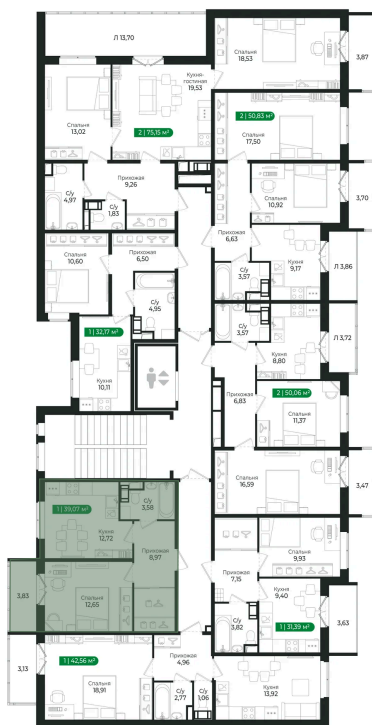 Л 13,70
Спальня
18,53
3,87
Кухня-
гостиная
19,53
Спальня
13,02
2 | 75,15 м²
2 | 50,83 м²
Спальня
17,50
Прихожая
9,26
С/у
4,97
С/у
1,83
Спальня
10,92
3,70
Прихожая
6,63
Прихожая
6,50
Спальня
10,60
Кухня
9,17
С/у
3,57
Л 3,86
С/у
4,95
С/у
3,57
1 | 32,17 м²
Кухня
10,11
Кухня
8,80
Л 3,72
Прихожая
6,83
2 | 50,06 м²
Спальня
11,37
Спальня
16,59
3,47
1 | 39,07 м²
С/у
3,58
Кухня
12,72
Прихожая
8,97
Спальня
9,93
Прихожая
7,15
3,83
Спальня
12,65
Кухня
9,40
С/у
3,82
1 | 31,39 м²
3,63
3,13
1 | 42,56 м²
Прихожая
4,96
Спальня
18,91
С/у
2,77
С/у
1,06
Кухня
13,92